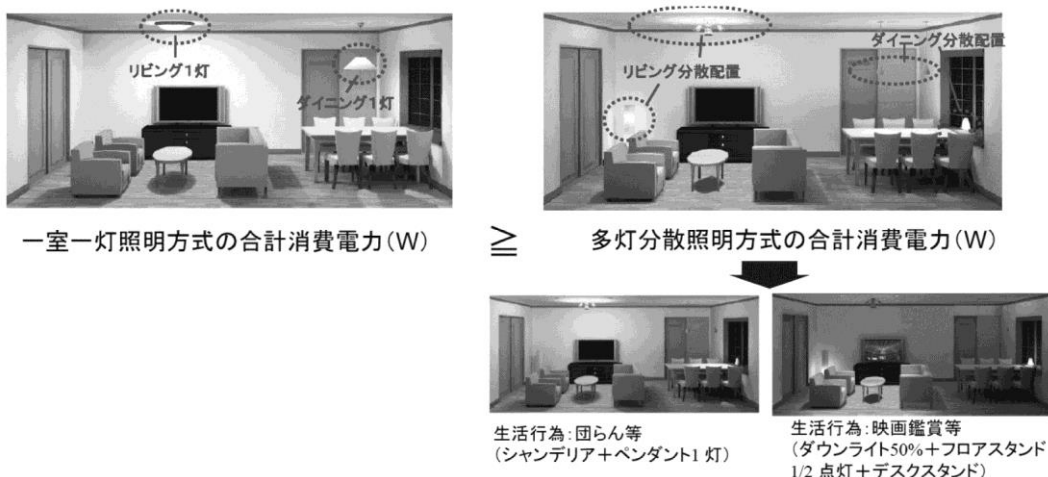 リビング1灯
ダイニング1灯
リビング分散配置
ダイニング分散配置
一室一灯照明方式の合計消費電力(W)
≧
多灯分散照明方式の合計消費電力(W)
生活行為:団らん等
(シャンデリア+ペンダント1 灯)
生活行為:映画鑑賞等
(ダウンライト50%+フロアスタンド
1/2 点灯+デスクスタンド)